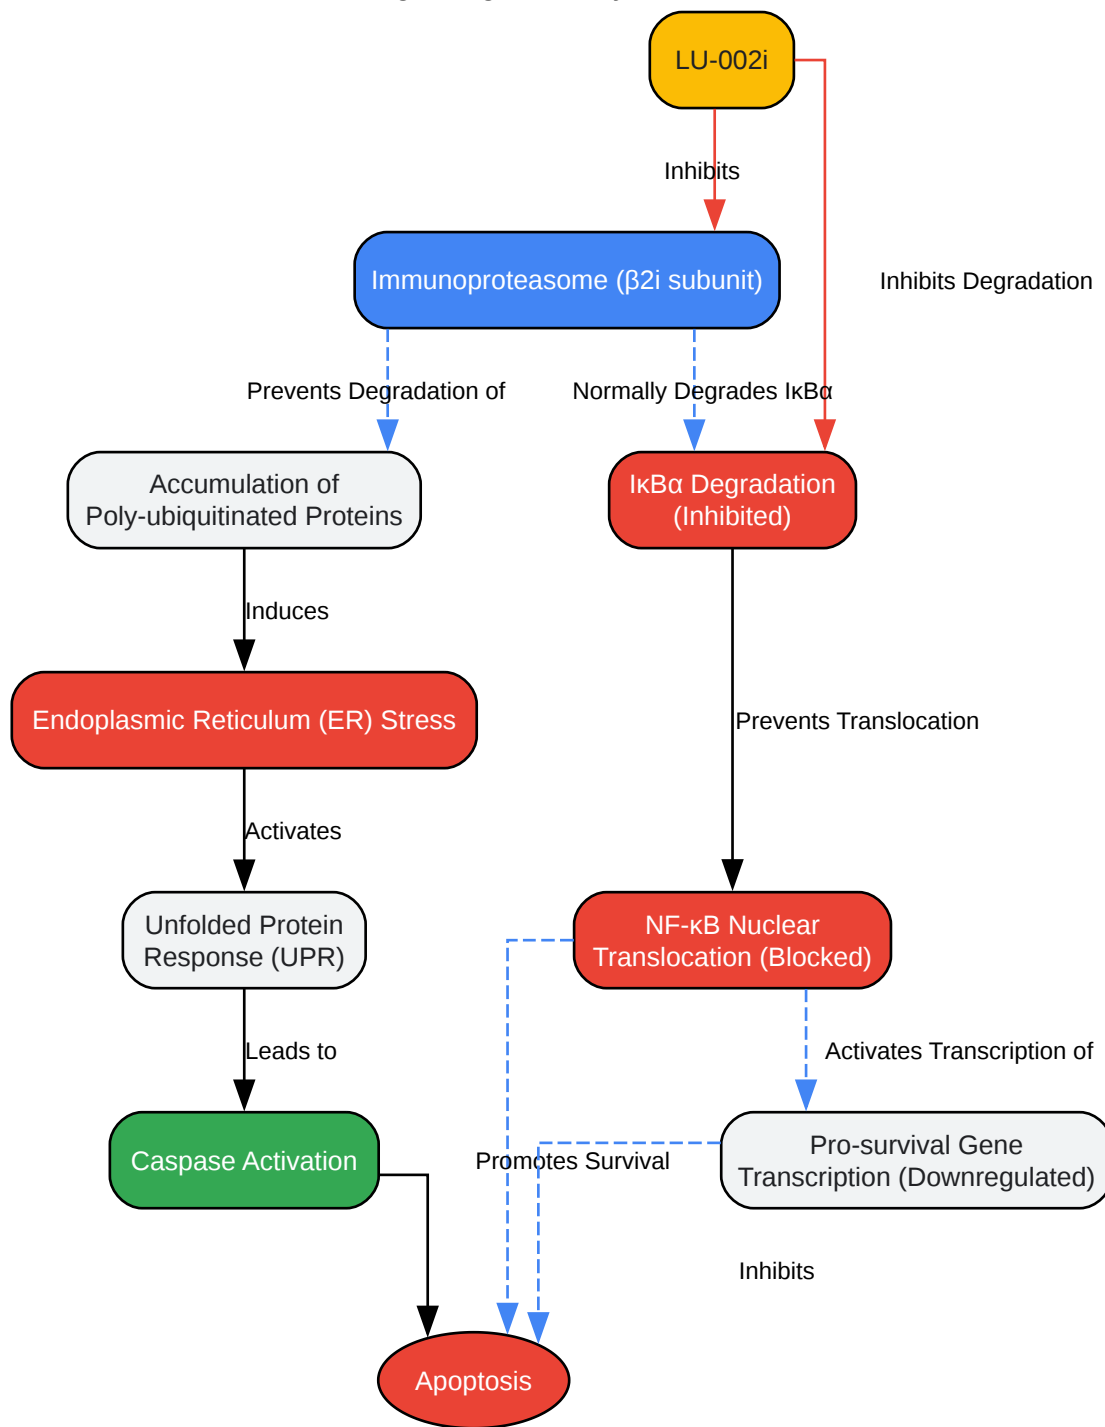 LU-002i
Inhibits
Immunoproteasome (β2i subunit)
Inhibits Degradation
Prevents Degradation of
Normally Degrades IκBα
Accumulation of
Poly-ubiquitinated Proteins
IκBα Degradation
(Inhibited)
Induces
Endoplasmic Reticulum (ER) Stress
Prevents Translocation
Activates
Unfolded Protein
Response (UPR)
NF-κB Nuclear
Translocation (Blocked)
Leads to
Activates Transcription of
Caspase Activation
Promotes Survival
Pro-survival Gene
Transcription (Downregulated)
Inhibits
Apoptosis